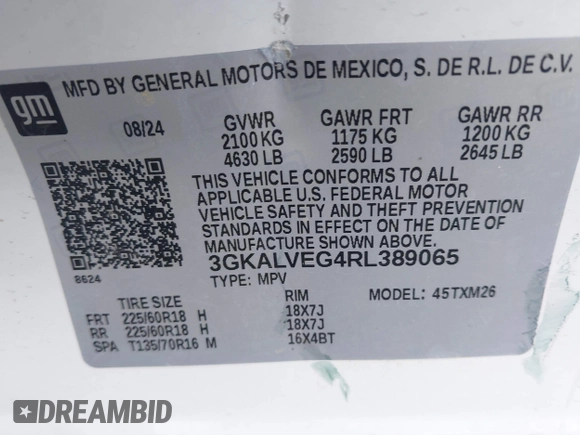 gm
MFD BY GENERAL MOTORS DE MEXICO, S. DE R.L. DE C.V.
08/24 GVWR GAWR FRT GAWR RR
2100 KG 1175 KG 1200 KG
4630 LB 2590 LB 2645 LB
THIS VEHICLE CONFORMS TO ALL
APPLICABLE U.S. FEDERAL MOTOR
VEHICLE SAFETY AND THEFT PREVENTION
STANDARDS IN EFFECT ON THE DATE OF
MANUFACTURE SHOWN ABOVE.
3GKALVEG4RL389065
8624 TYPE: MPV MODEL: 45TXM26
TIRE SIZE RIM
FRT 225/60R18 H 18X7J
RR 225/60R18 H 18X7J
SPA T135/70R16 M 16X4BT
DREAMBID